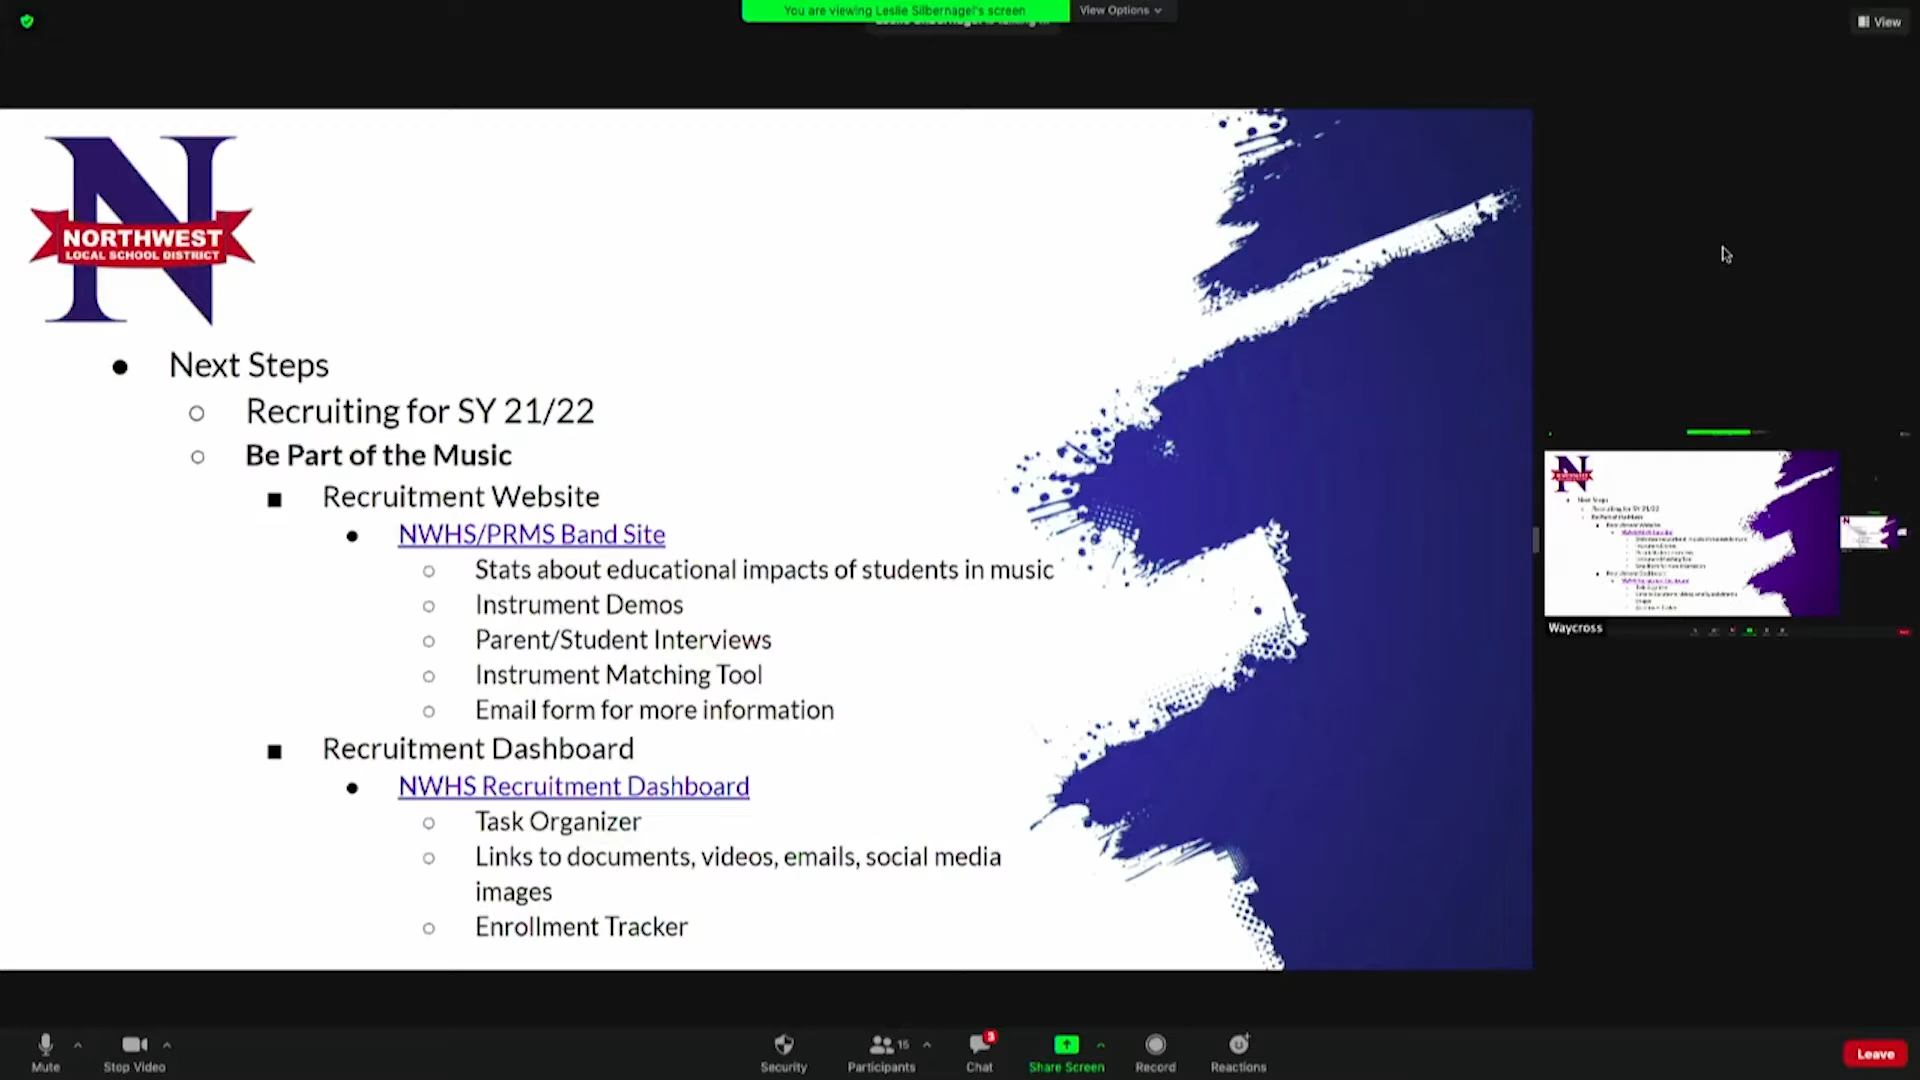 You are viewing Leslie Silbernagel's screen
View Options
View
NORTHWEST
LOCAL SCHOOL DISTRICT
● Next Steps
○ Recruiting for SY 21/22
○ Be Part of the Music
■ Recruitment Website
● NWHS/PRMS Band Site
○ Stats about educational impacts of students in music
○ Instrument Demos
○ Parent/Student Interviews
○ Instrument Matching Tool
○ Email form for more information
■ Recruitment Dashboard
● NWHS Recruitment Dashboard
○ Task Organizer
○ Links to documents, videos, emails, social media
images
○ Enrollment Tracker
Waycross
Mute
Stop Video
Security
Participants 15
Chat 3
Share Screen
Record
Reactions
Leave